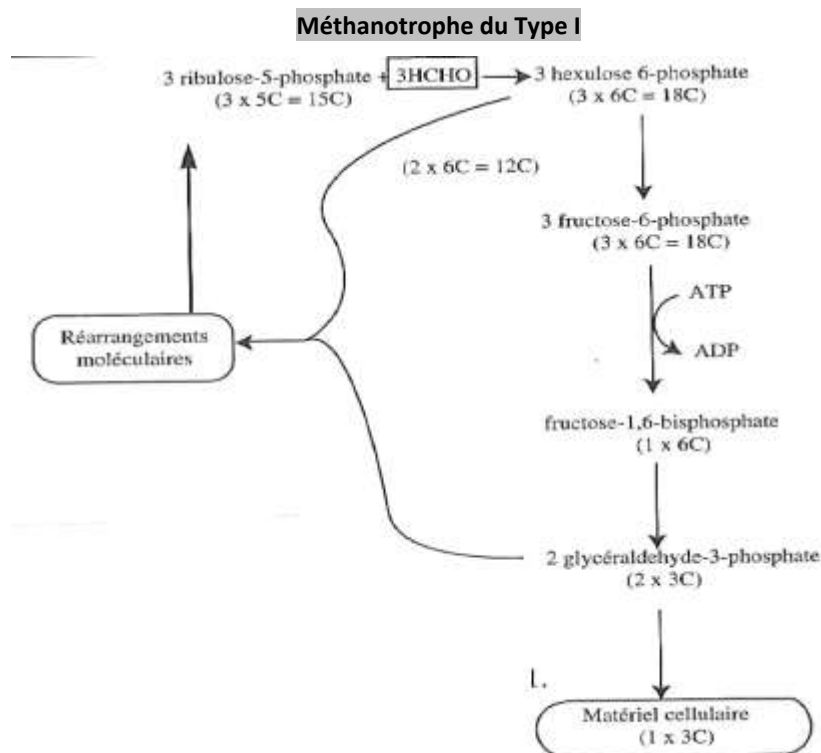 Méthanotrophe du Type I
3 ribulose-5-phosphate + 3HCHO 3 hexulose 6-phosphate
(3 x 5C = 15C) (3 x 6C = 18C)
(2 x 6C = 12C)
3 fructose-6-phosphate
(3 x 6C = 18C)
ATP
ADP
Réarrangements
moléculaires
fructose-1,6-bisphosphate
(1 x 6C)
2 glycéraldehyde-3-phosphate
(2 x 3C)
1.
Matériel cellulaire
(1 x 3C)